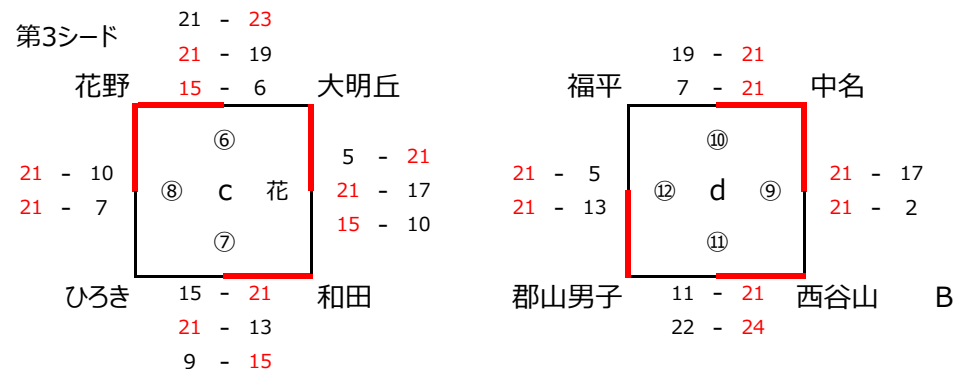 第3シード
21 - 23
21 - 19
15 - 6
花野
大明丘
⑥
21 - 10
21 - 7
⑧
c
花
5 - 21
21 - 17
15 - 10
⑦
ひろき
和田
15 - 21
21 - 13
9 - 15
19 - 21
7 - 21
福平
中名
⑩
21 - 5
21 - 13
⑫
d
⑨
21 - 17
21 - 2
⑪
郡山男子
西谷山
B
11 - 21
22 - 24